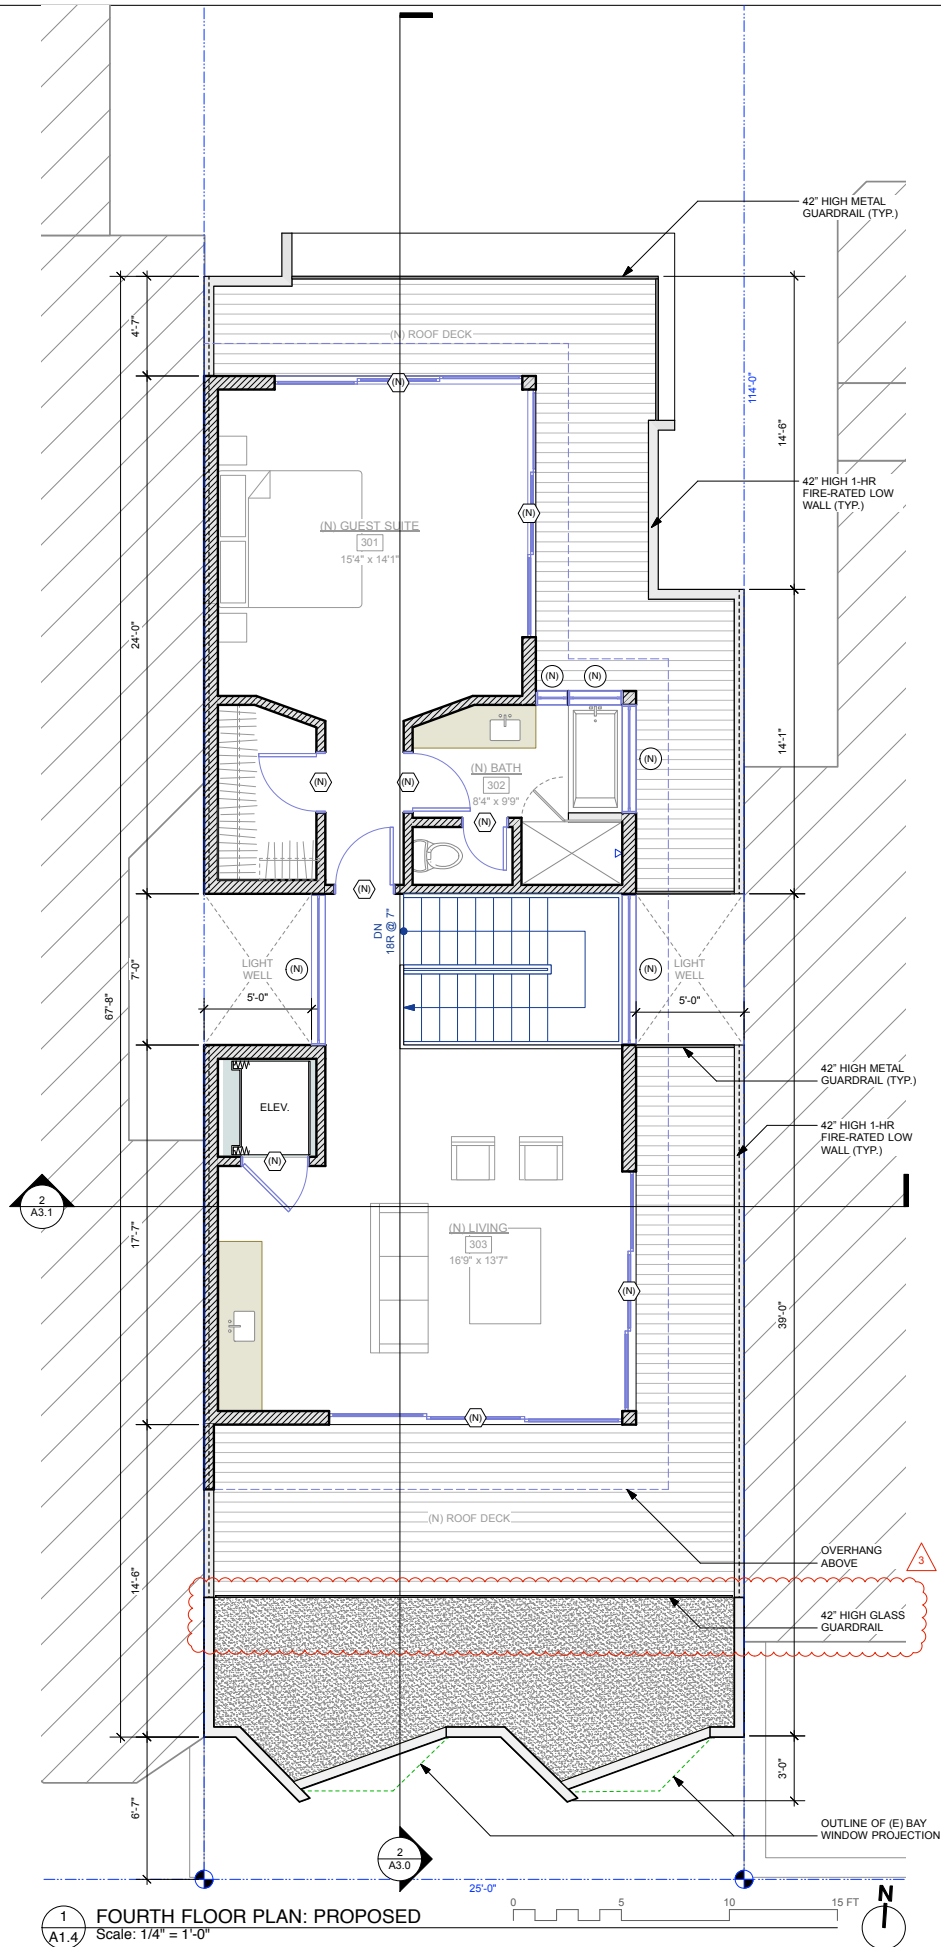 42" HIGH METAL
GUARDRAIL (TYP.)
4'-7"
(N) ROOF DECK
(N)
114'-0"
14'-6"
42" HIGH 1-HR
FIRE-RATED LOW
WALL (TYP.)
(N)
(N) GUEST SUITE
301
15'4" x 14'1"
24'-0"
(N)
(N)
14'-1"
(N)
(N) BATH
302
8'4" x 9'9"
(N)
(N)
(N)
(N)
DN
18R @ 7"
LIGHT
WELL
(N)
5'-0"
7'-0"
67'-8"
(N)
LIGHT
WELL
5'-0"
42" HIGH METAL
GUARDRAIL (TYP.)
ELEV.
(N)
42" HIGH 1-HR
FIRE-RATED LOW
WALL (TYP.)
2
A3.1
17'-7"
(N) LIVING
303
16'9" x 13'7"
(N)
39'-0"
(N)
(N) ROOF DECK
OVERHANG
ABOVE
3
14'-6"
42" HIGH GLASS
GUARDRAIL
3'-0"
6'-7"
OUTLINE OF (E) BAY
WINDOW PROJECTION
2
A3.0
25'-0"
1
A1.4
FOURTH FLOOR PLAN: PROPOSED
Scale: 1/4" = 1'-0"
0
5
10
15 FT
N